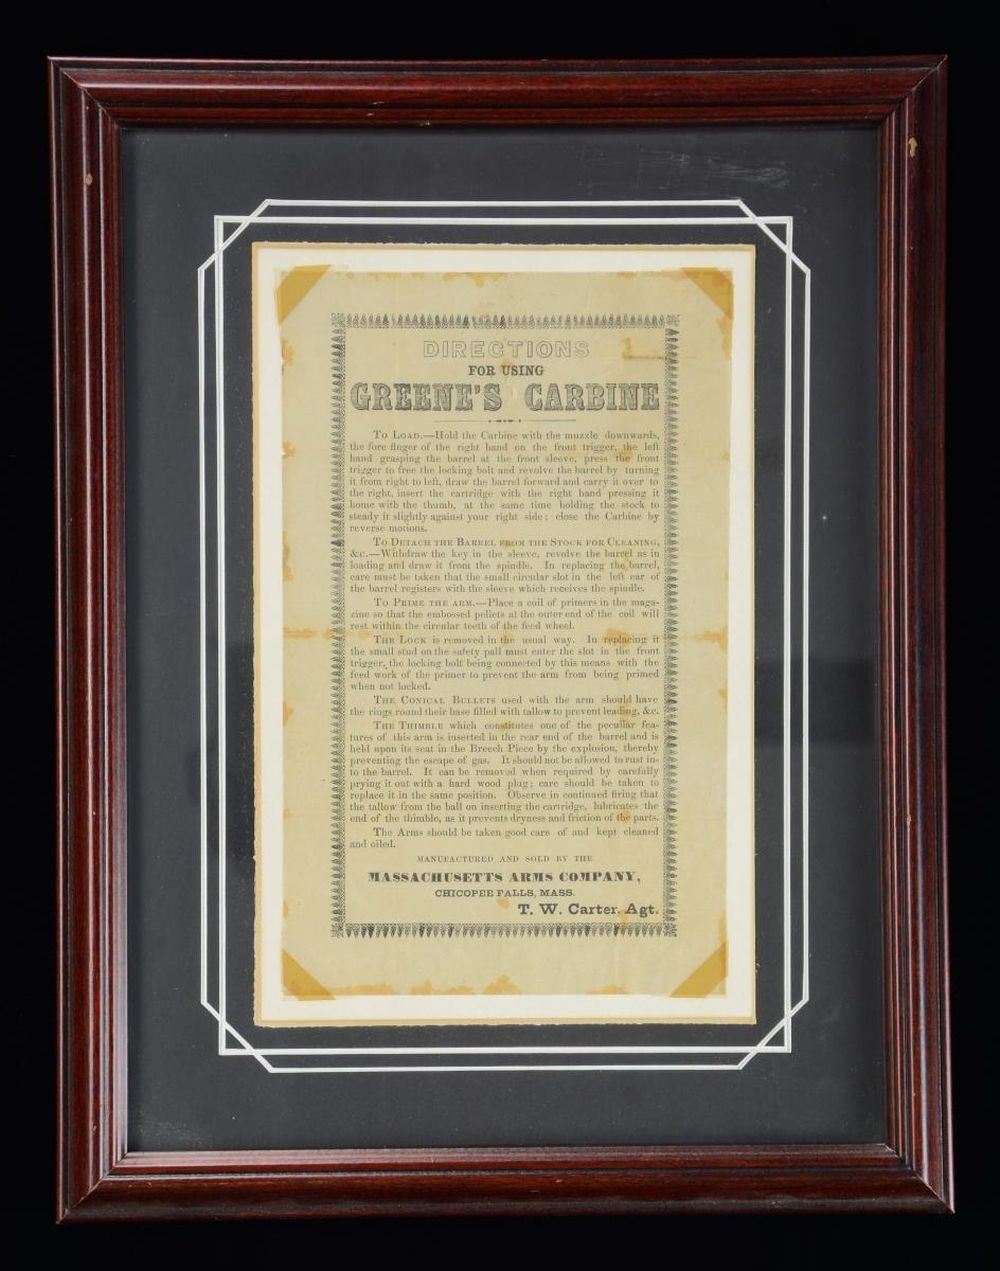 DIRECTIONS
FOR USING
GREENE'S CARBINE
To Load.—Hold the Carbine with the muzzle downwards,
the fore finger of the right hand on the front trigger, the left
hand grasping the barrel at the front sleeve, press the front
trigger to free the locking bolt and revolve the barrel by turning
it from right to left, draw the barrel forward and carry it over to
the right, insert the cartridge with the right hand pressing it
home with the thumb, at the same time holding the stock to
steady it slightly against your right side; close the Carbine by
reverse motions.
To Detach the Barrel from the Stock for Cleaning,
&c.—Withdraw the key in the sleeve, revolve the barrel as in
loading and draw it from the spindle. In replacing the barrel,
care must be taken that the small circular slot in the left ear of
the barrel registers with the sleeve which receives the spindle.
To Prime the arm.—Place a coil of primers in the maga-
zine so that the embossed pellets at the outer end of the coil will
rest within the circular teeth of the feed wheel.
The Lock is removed in the usual way. In replacing it
the small stud on the safety pall must enter the slot in the front
trigger, the locking bolt being connected by this means with the
feed work of the primer to prevent the arm from being primed
when not locked.
The Conical Bullets used with the arm should have
the rings round their base filled with tallow to prevent leading, &c.
The Thimble which constitutes one of the peculiar fea-
tures of this arm is inserted in the rear end of the barrel and is
held upon its seat in the Breech Piece by the explosion, thereby
preventing the escape of gas. It should not be allowed to rust in-
to the barrel. It can be removed when required by carefully
prying it out with a hard wood plug; care should be taken to
replace it in the same position. Observe in continued firing that
the tallow from the ball on inserting the cartridge, lubricates the
end of the thimble, as it prevents dryness and friction of the parts.
The Arms should be taken good care of and kept cleaned
and oiled.
MANUFACTURED AND SOLD BY THE
MASSACHUSETTS ARMS COMPANY,
CHICOPEE FALLS, MASS.
T. W. Carter, Agt.